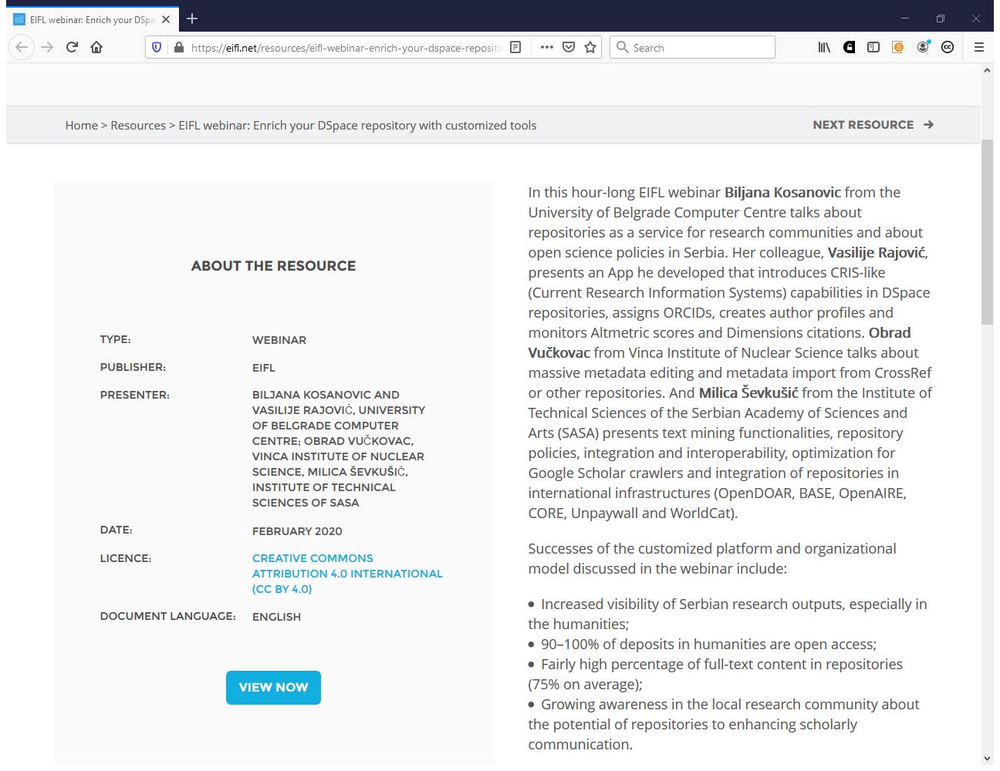 eifl EIFL webinar: Enrich your DSpa
https://eifl.net/resources/eifl-webinar-enrich-your-dspace-reposito
Search
Home > Resources > EIFL webinar: Enrich your DSpace repository with customized tools
NEXT RESOURCE
ABOUT THE RESOURCE
TYPE: WEBINAR
PUBLISHER: EIFL
PRESENTER: BILJANA KOSANOVIC AND
VASILIJE RAJOVIĆ, UNIVERSITY
OF BELGRADE COMPUTER
CENTRE; OBRAD VUČKOVAC,
VINCA INSTITUTE OF NUCLEAR
SCIENCE, MILICA ŠEVKUŠIĆ,
INSTITUTE OF TECHNICAL
SCIENCES OF SASA
DATE: FEBRUARY 2020
LICENCE: CREATIVE COMMONS
ATTRIBUTION 4.0 INTERNATIONAL
(CC BY 4.0)
DOCUMENT LANGUAGE: ENGLISH
VIEW NOW
In this hour-long EIFL webinar Biljana Kosanovic from the
University of Belgrade Computer Centre talks about
repositories as a service for research communities and about
open science policies in Serbia. Her colleague, Vasilije Rajović,
presents an App he developed that introduces CRIS-like
(Current Research Information Systems) capabilities in DSpace
repositories, assigns ORCIDs, creates author profiles and
monitors Altmetric scores and Dimensions citations. Obrad
Vučkovac from Vinca Institute of Nuclear Science talks about
massive metadata editing and metadata import from CrossRef
or other repositories. And Milica Ševkušić from the Institute of
Technical Sciences of the Serbian Academy of Sciences and
Arts (SASA) presents text mining functionalities, repository
policies, integration and interoperability, optimization for
Google Scholar crawlers and integration of repositories in
international infrastructures (OpenDOAR, BASE, OpenAIRE,
CORE, Unpaywall and WorldCat).
Successes of the customized platform and organizational
model discussed in the webinar include:
• Increased visibility of Serbian research outputs, especially in
the humanities;
• 90–100% of deposits in humanities are open access;
• Fairly high percentage of full-text content in repositories
(75% on average);
• Growing awareness in the local research community about
the potential of repositories to enhancing scholarly
communication.